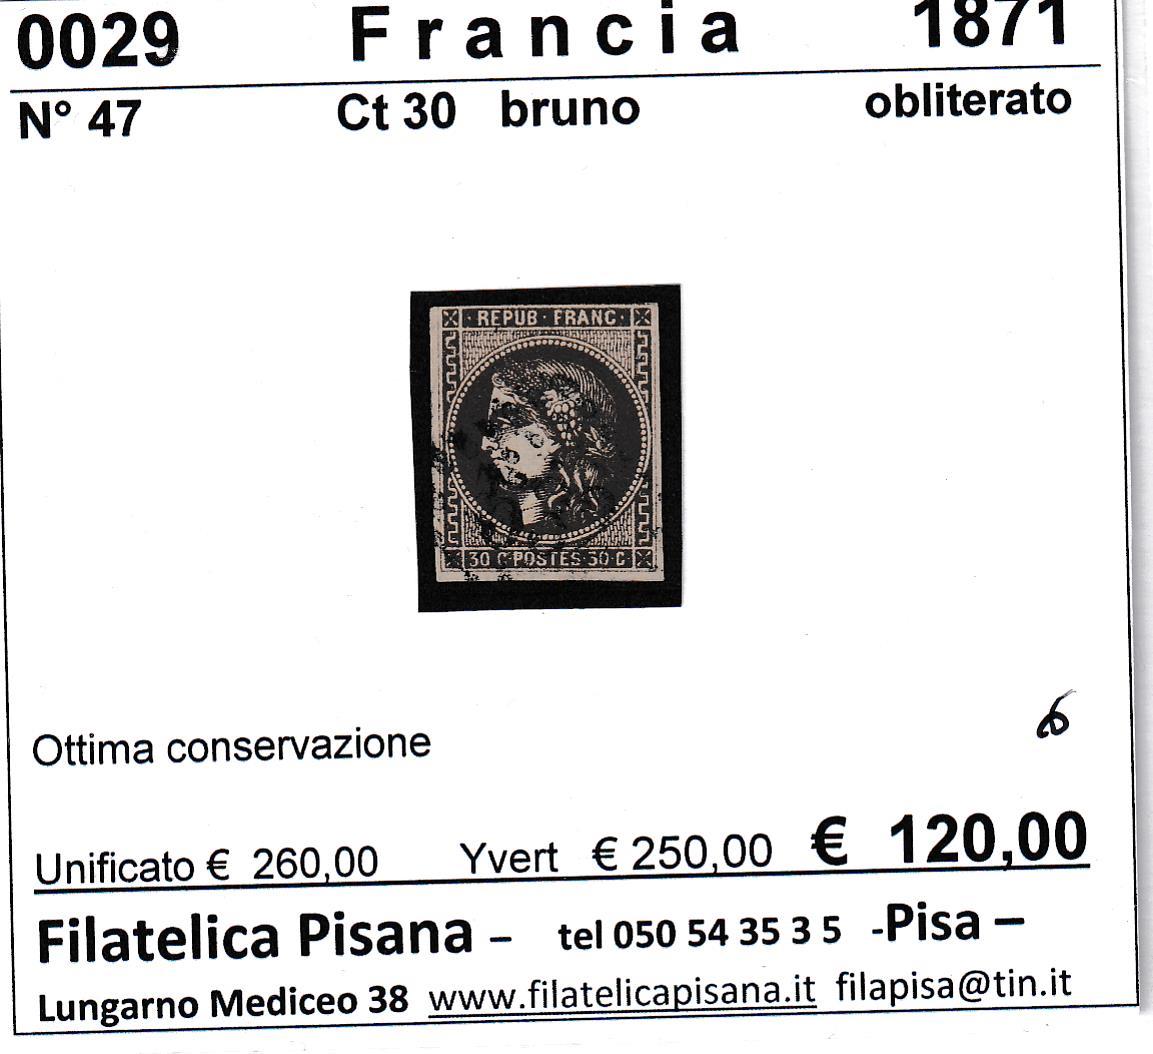 0029 Francia 1871
N° 47 Ct 30 bruno obliterato
· REPUB · FRANC ·
30 C·POSTES·30·C
Ottima conservazione
Unificato € 260,00 Yvert € 250,00 € 120,00
Filatelica Pisana – tel 050 54 35 3 5 -Pisa –
Lungarno Mediceo 38 www.filatelicapisana.it filapisa@tin.it